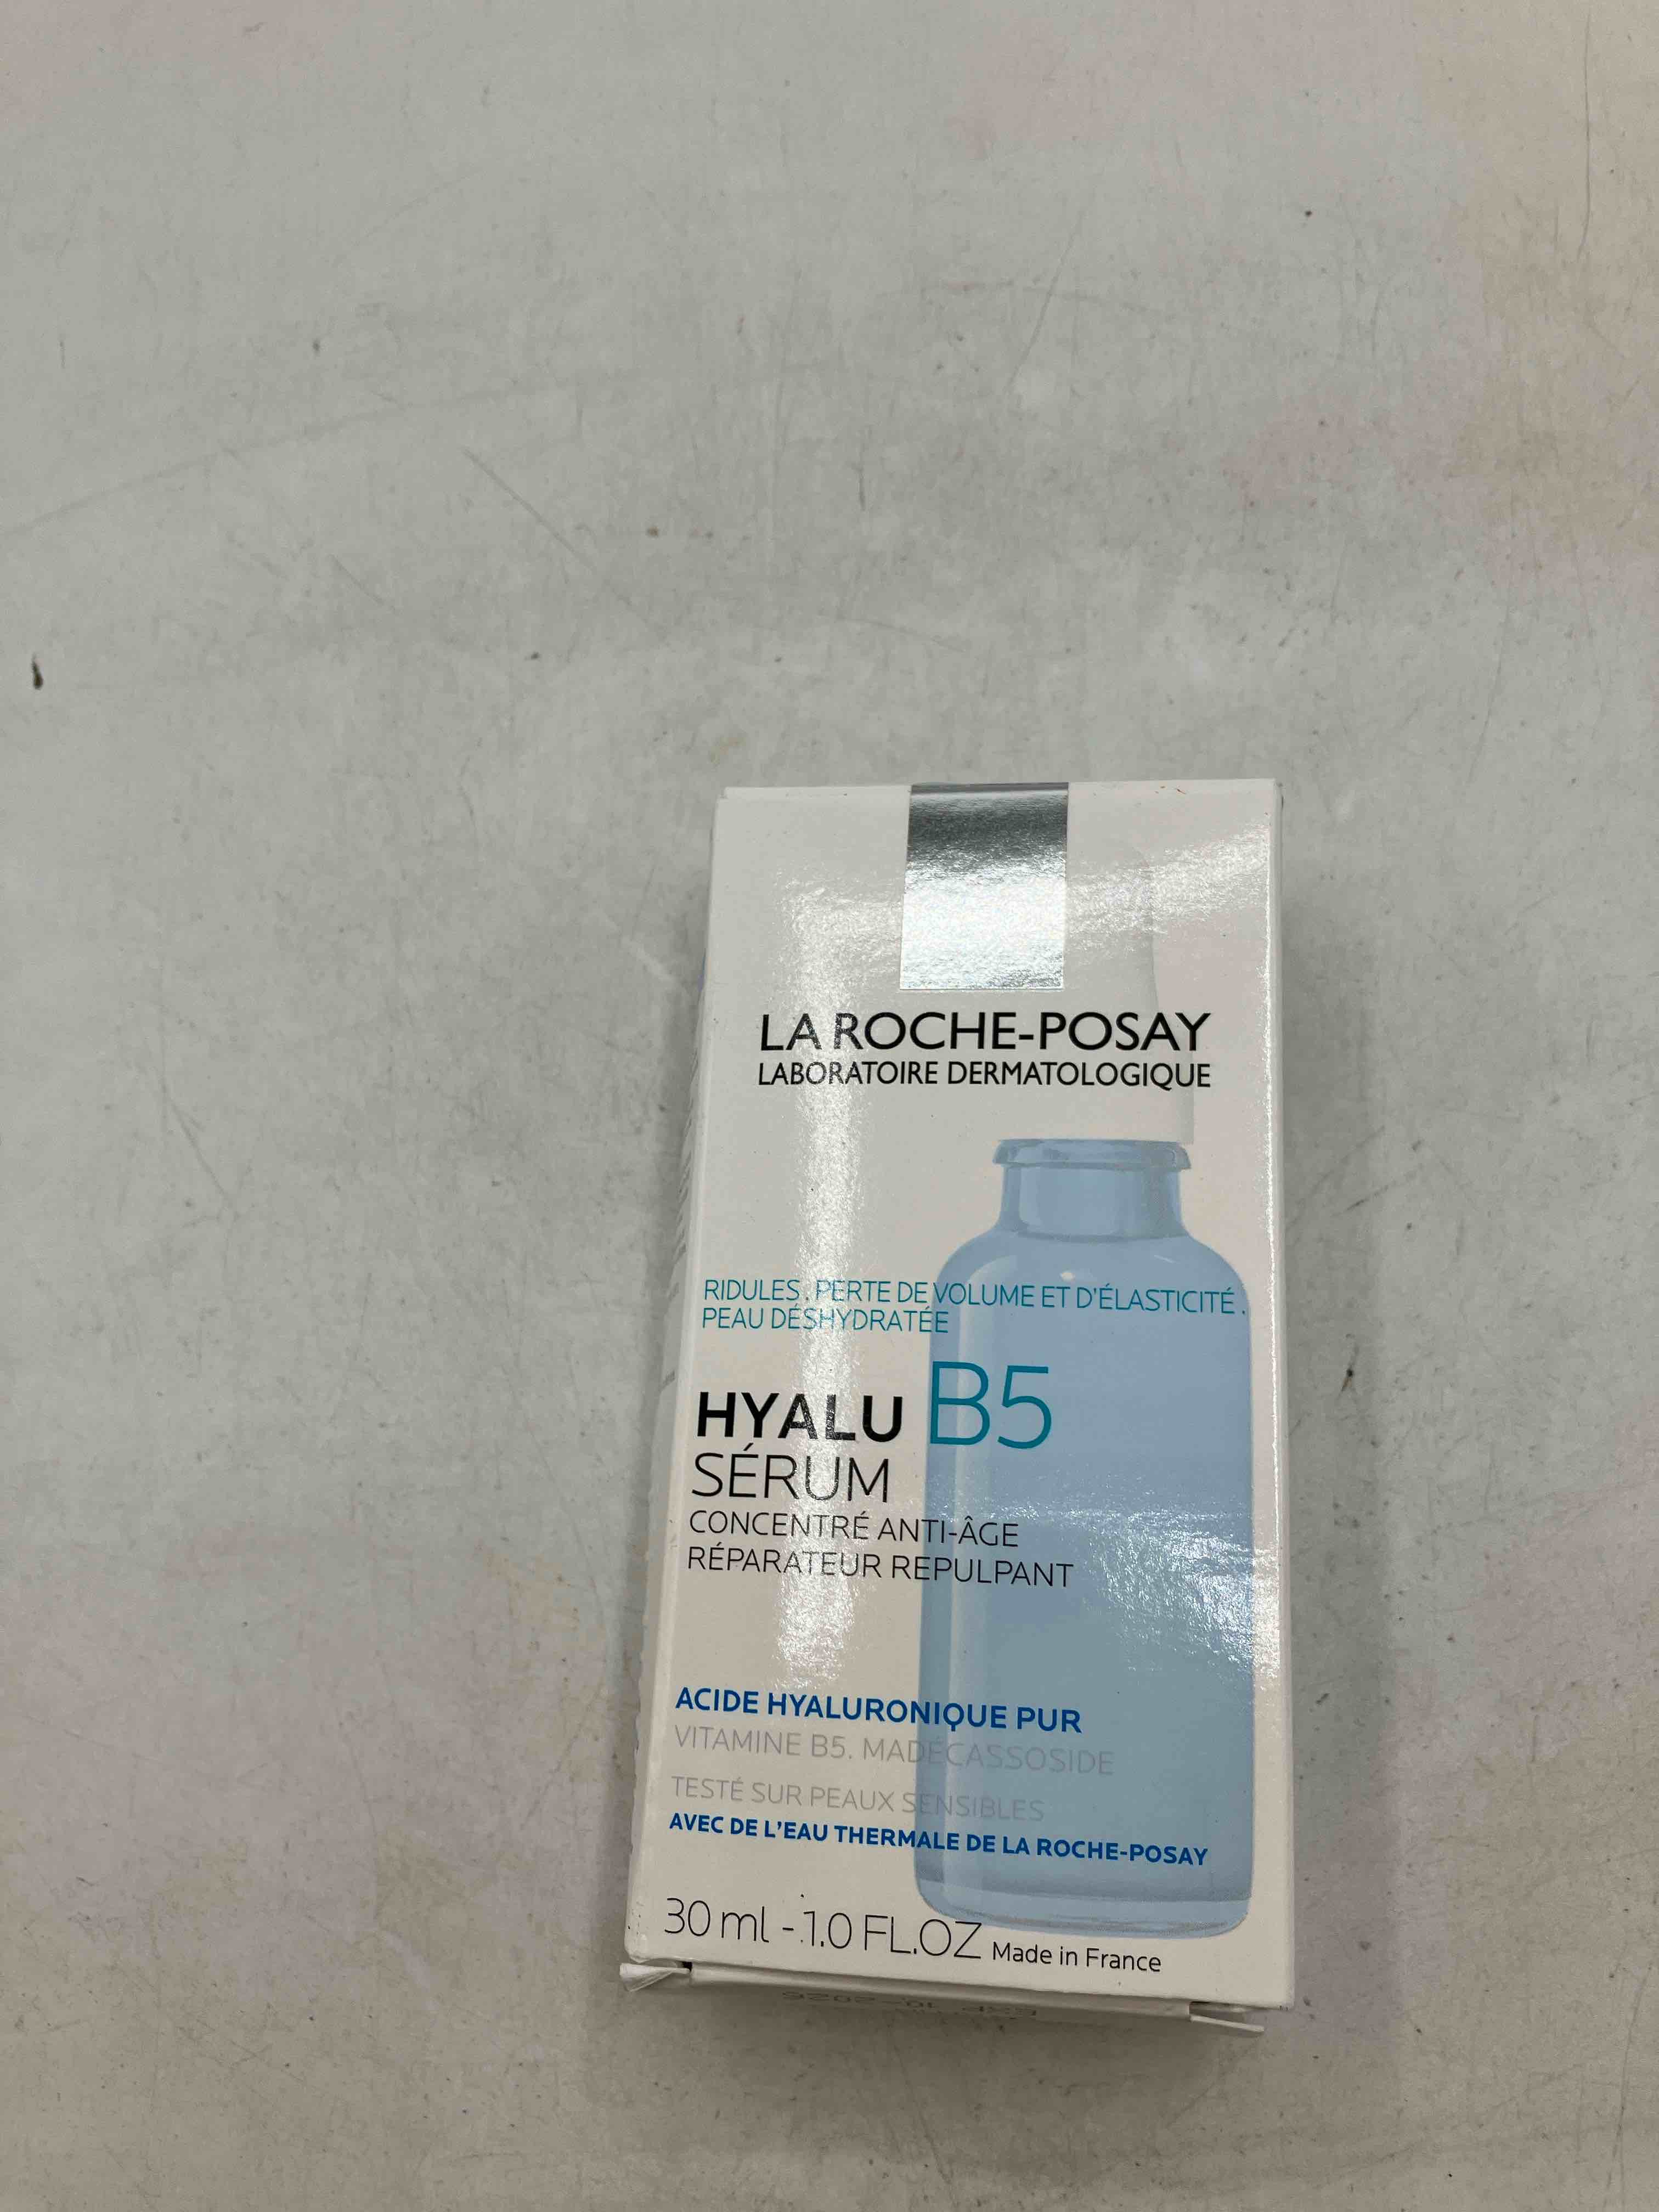 LA ROCHE-POSAY
LABORATOIRE DERMATOLOGIQUE
RIDULES. PERTE DE VOLUME ET D'ÉLASTICITÉ.
PEAU DÉSHYDRATÉE
HYALU B5
SÉRUM
CONCENTRÉ ANTI-ÂGE
RÉPARATEUR REPULPANT
ACIDE HYALURONIQUE PUR
VITAMINE B5. MADÉCASSOSIDE
TESTÉ SUR PEAUX SENSIBLES
AVEC DE L'EAU THERMALE DE LA ROCHE-POSAY
30 ml - 1.0 FL.OZ Made in France